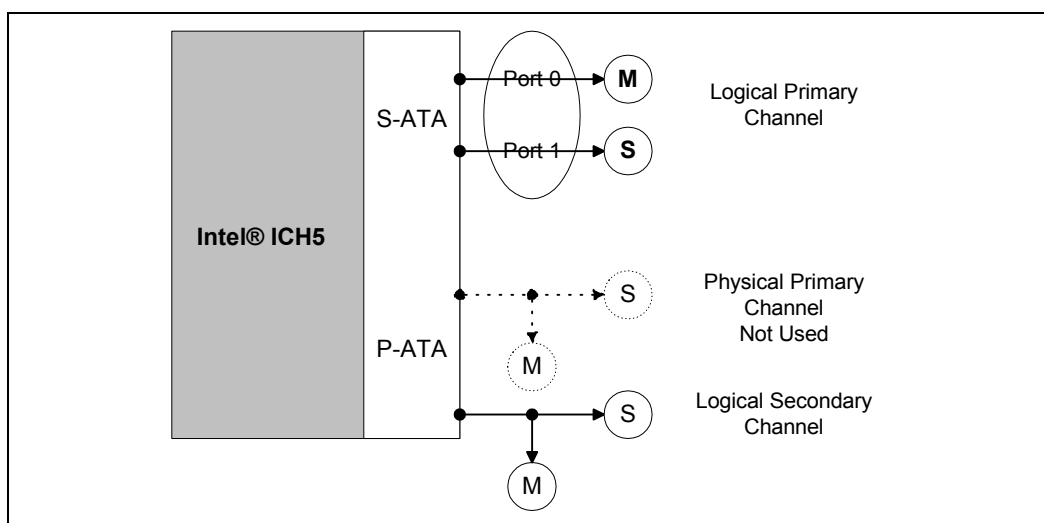 Port 0
M
Logical Primary
Channel
S-ATA
Port 1
S
Intel® ICH5
S
Physical Primary
Channel
Not Used
P-ATA
M
S
Logical Secondary
Channel
M